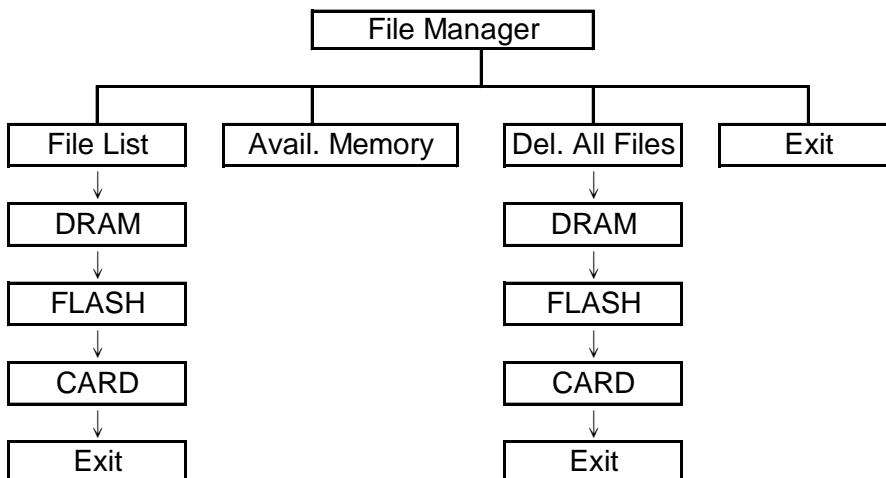 File Manager
File List
Avail. Memory
Del. All Files
Exit
DRAM
DRAM
FLASH
FLASH
CARD
CARD
Exit
Exit